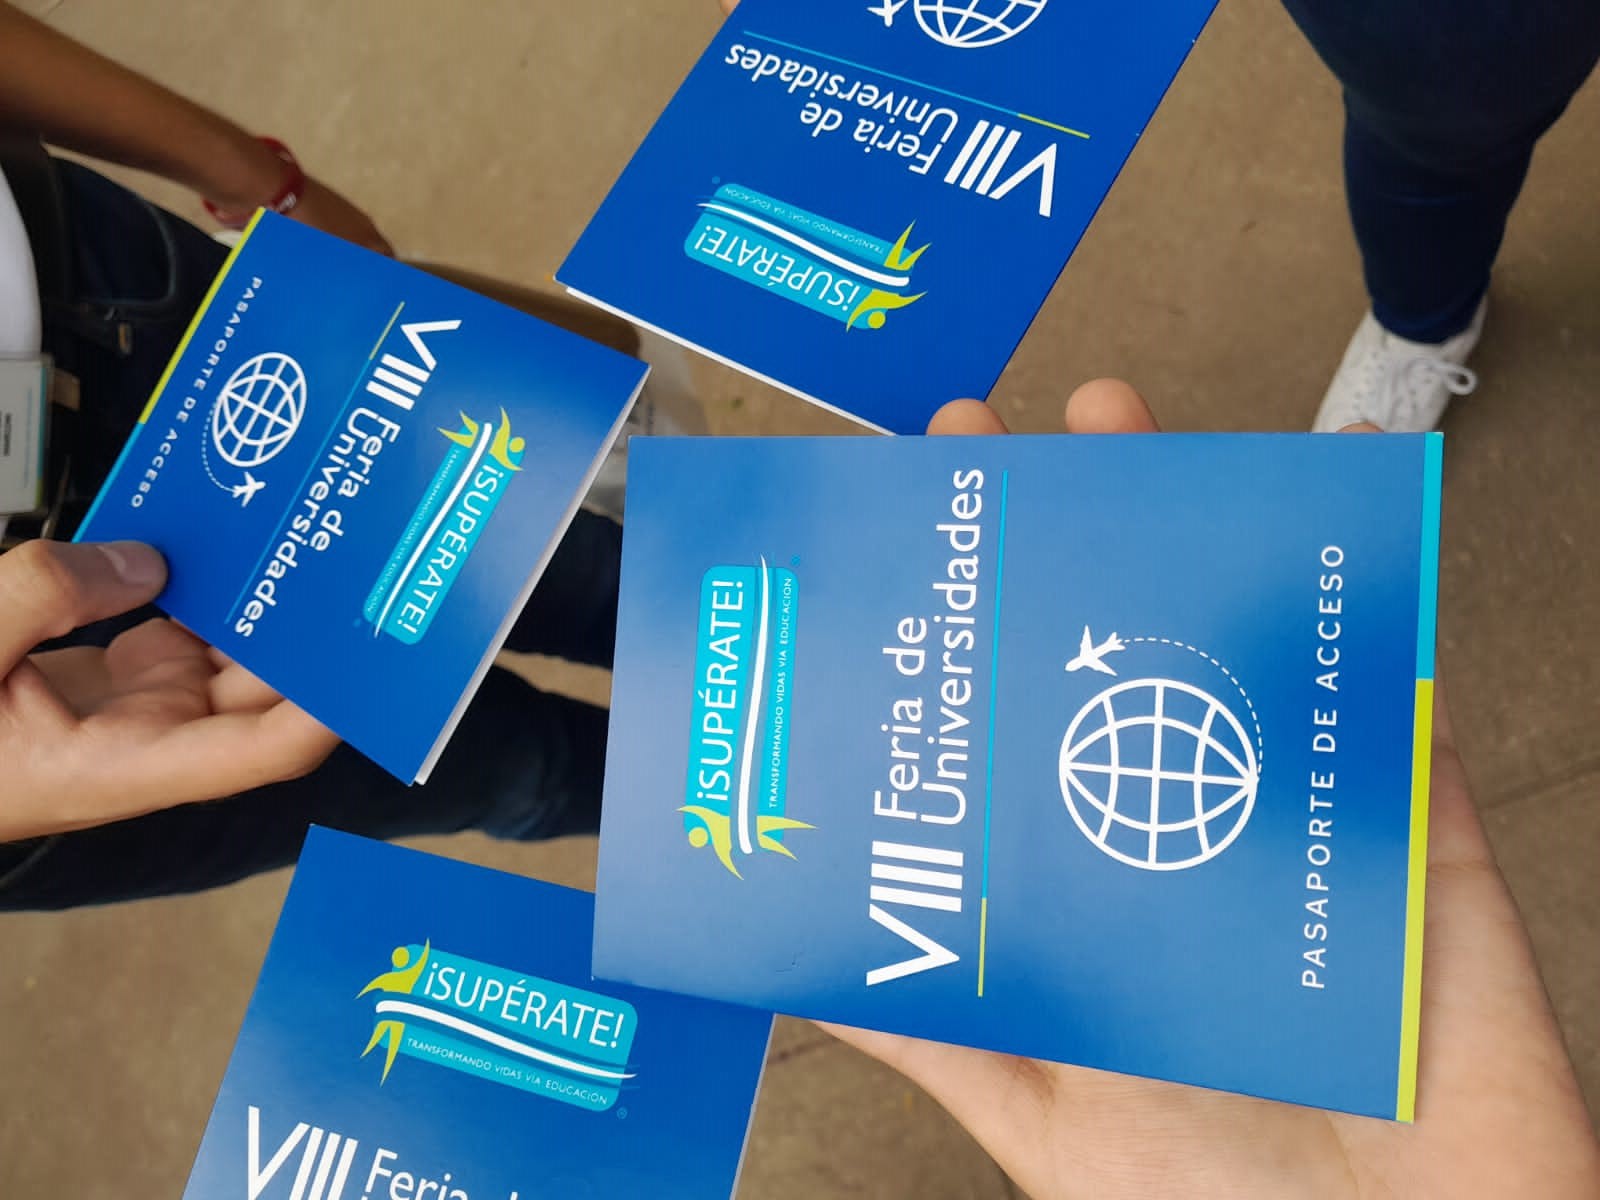 ¡SUPÉRATE!
TRANSFORMANDO VIDAS VÍA EDUCACIÓN
VIII Feria de
Universidades
¡SUPÉRATE!
TRANSFORMANDO VIDAS VÍA EDUCACIÓN
VIII Feria de
Universidades
PASAPORTE DE ACCESO
¡SUPÉRATE!
TRANSFORMANDO VIDAS VÍA EDUCACIÓN
VIII Feria de
Universidades
PASAPORTE DE ACCESO
¡SUPÉRATE!
TRANSFORMANDO VIDAS VÍA EDUCACIÓN
VIII Feria